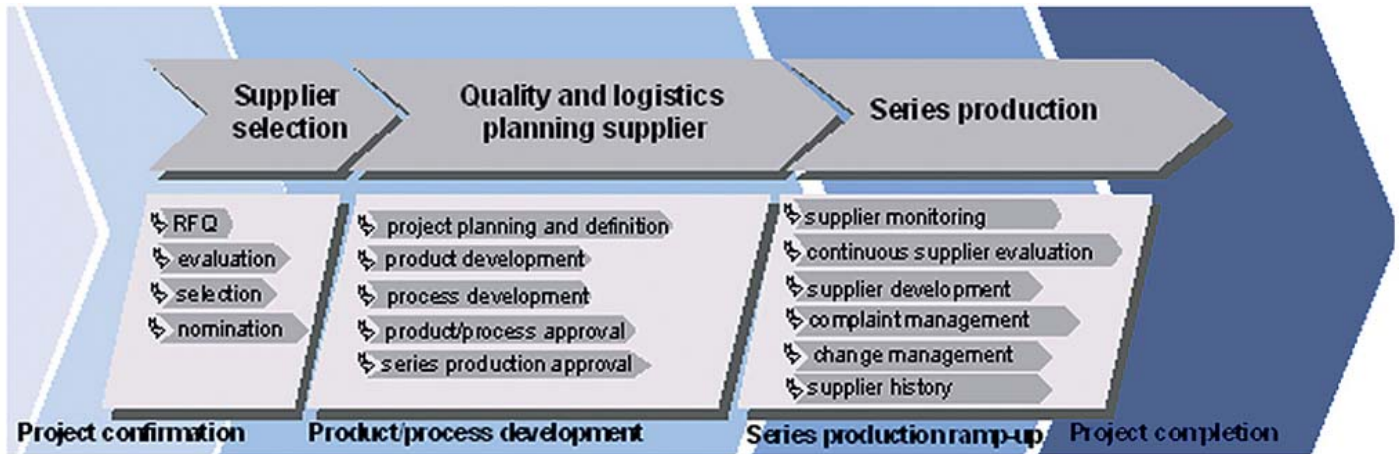 Supplier
selection
Quality and logistics
planning supplier
Series production
RFQ
evaluation
selection
nomination
project planning and definition
product development
process development
product/process approval
series production approval
supplier monitoring
continuous supplier evaluation
supplier development
complaint management
change management
supplier history
Project confirmation
Product/process development
Series production ramp-up
Project completion